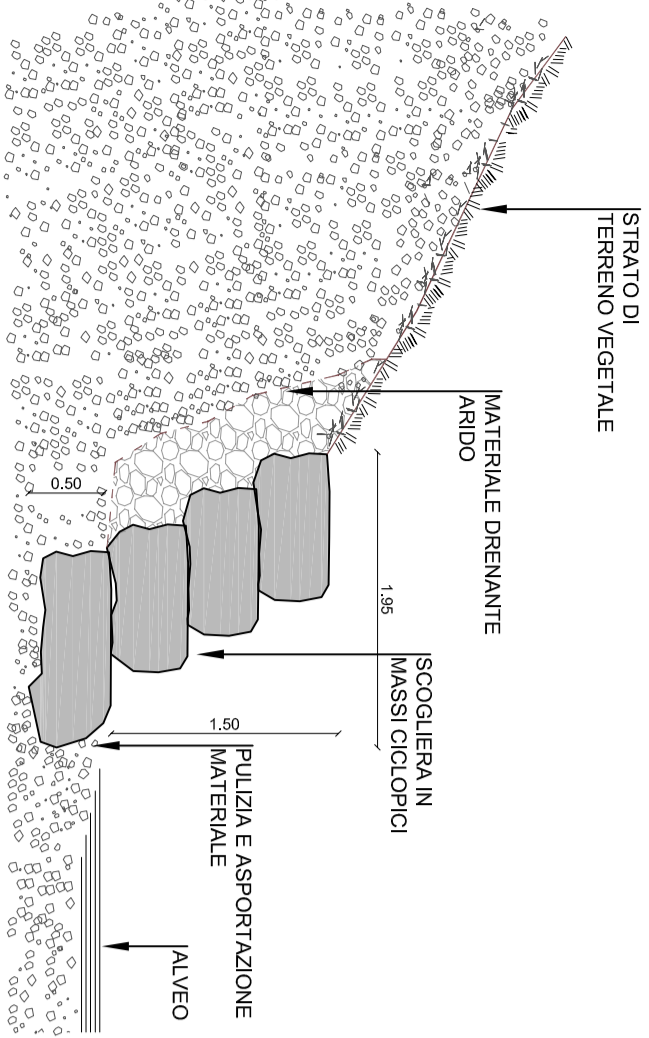 STRATO DI
TERRENO VEGETALE
MATERIALE DRENANTE
ARIDO
SCOGLIERA IN
MASSI CICLOPICI
PULIZIA E ASPORTAZIONE
MATERIALE
ALVEO
0.50
1.95
1.50